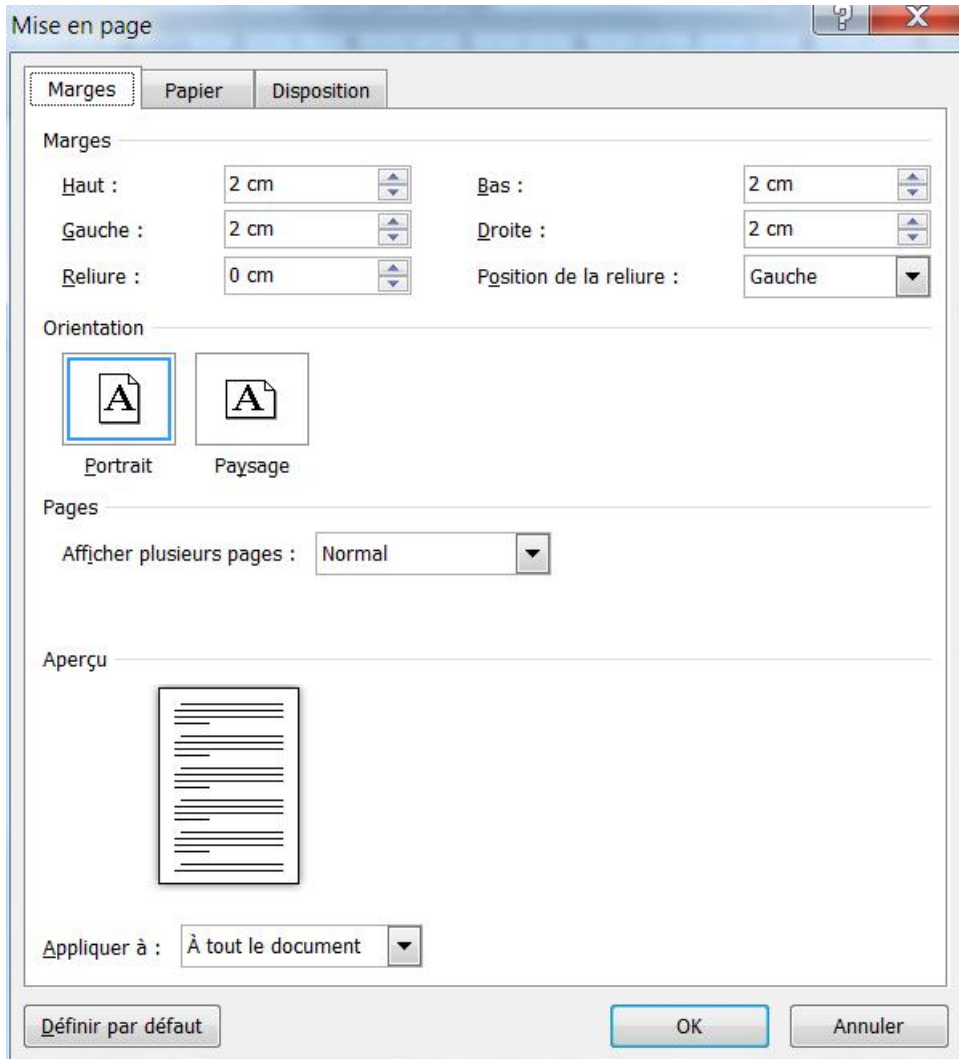 Mise en page
Marges Papier Disposition
Marges
Haut : 2 cm Bas : 2 cm
Gauche : 2 cm Droite : 2 cm
Reliure : 0 cm Position de la reliure : Gauche
Orientation
A A
Portrait Paysage
Pages
Afficher plusieurs pages : Normal
Aperçu
Appliquer à : À tout le document
Définir par défaut OK Annuler